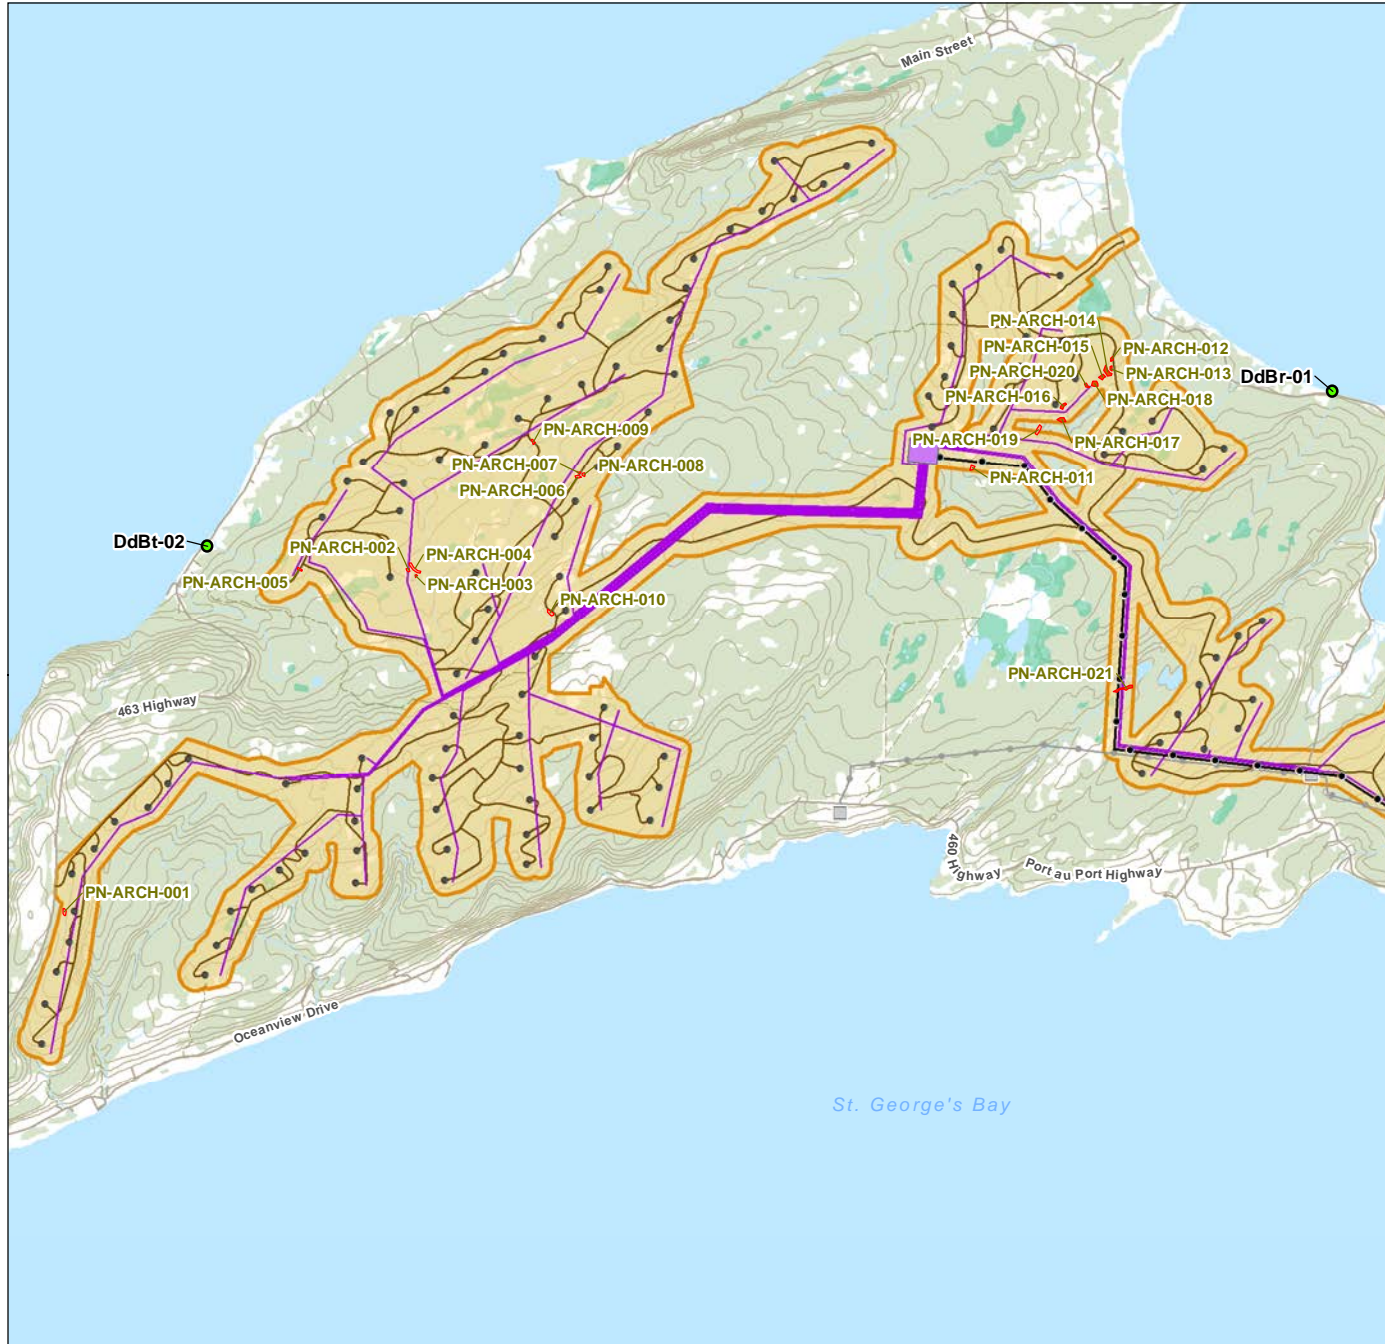 Main Street
PN-ARCH-014
PN-ARCH-015
PN-ARCH-012
PN-ARCH-020
PN-ARCH-013
DdBr-01
PN-ARCH-016
PN-ARCH-018
PN-ARCH-009
PN-ARCH-019
PN-ARCH-017
PN-ARCH-007
PN-ARCH-008
PN-ARCH-011
PN-ARCH-006
DdBt-02
PN-ARCH-002
PN-ARCH-004
PN-ARCH-005
PN-ARCH-003
PN-ARCH-010
PN-ARCH-021
463 Highway
460 Highway
Port au Port Highway
PN-ARCH-001
Oceanview Drive
St. George's Bay